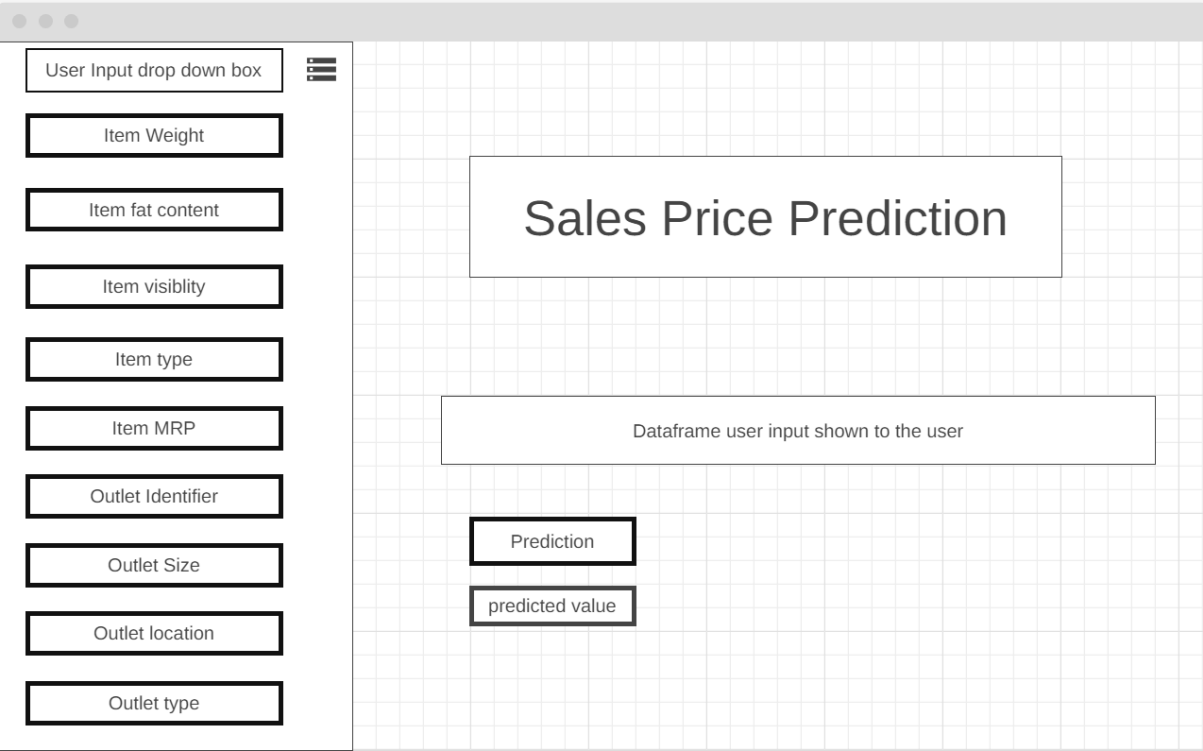 User Input drop down box
Item Weight
Item fat content
Item visiblity
Item type
Item MRP
Outlet Identifier
Outlet Size
Outlet location
Outlet type
Sales Price Prediction
Dataframe user input shown to the user
Prediction
predicted value